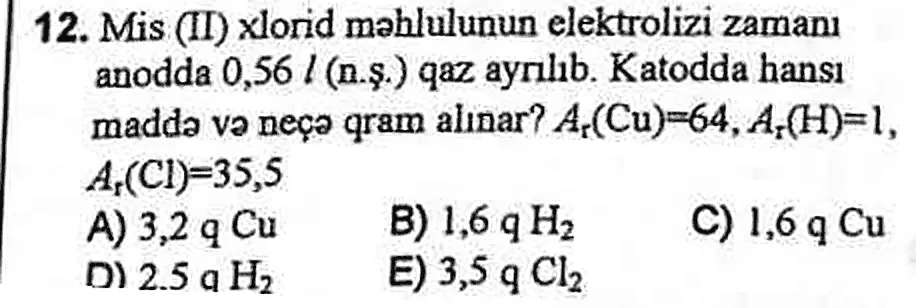 12. Mis (II) xlorid məhlulunun elektrolizi zamanı
anodda 0,56 l (n.ş.) qaz ayrılıb. Katodda hansı
maddə və neçə qram alınar? Aᵣ(Cu)=64, Aᵣ(H)=1,
Aᵣ(Cl)=35,5
A) 3,2 q Cu B) 1,6 q H₂ C) 1,6 q Cu
D) 2.5 q H₂ E) 3,5 q Cl₂